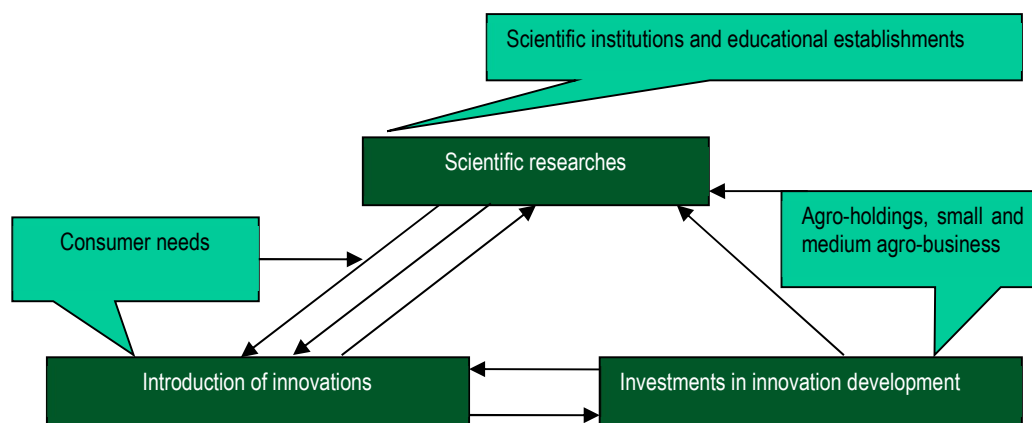 Scientific institutions and educational establishments
Scientific researches
Agro-holdings, small and
medium agro-business
Consumer needs
Introduction of innovations
Investments in innovation development